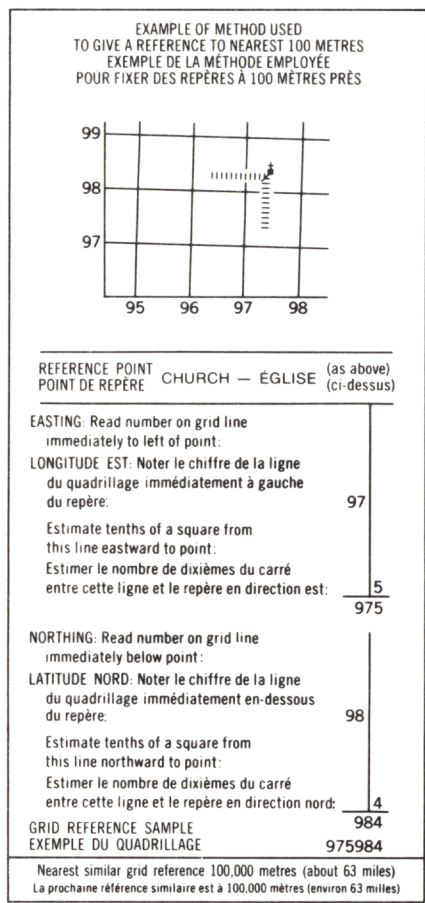 EXAMPLE OF METHOD USED
TO GIVE A REFERENCE TO NEAREST 100 METRES
EXEMPLE DE LA MÉTHODE EMPLOYÉE
POUR FIXER DES REPÈRES À 100 MÈTRES PRÈS
99
98
97
95 96 97 98
REFERENCE POINT
POINT DE REPÈRE
CHURCH — ÉGLISE
(as above)
(ci-dessus)
EASTING: Read number on grid line
immediately to left of point:
LONGITUDE EST: Noter le chiffre de la ligne
du quadrillage immédiatement à gauche
du repère: 97
Estimate tenths of a square from
this line eastward to point:
Estimer le nombre de dixièmes du carré
entre cette ligne et le repère en direction est: 5
975
NORTHING: Read number on grid line
immediately below point:
LATITUDE NORD: Noter le chiffre de la ligne
du quadrillage immédiatement en-dessous
du repère: 98
Estimate tenths of a square from
this line northward to point:
Estimer le nombre de dixièmes du carré
entre cette ligne et le repère en direction nord: 4
984
GRID REFERENCE SAMPLE
EXEMPLE DU QUADRILLAGE 975984
Nearest similar grid reference 100,000 metres (about 63 miles)
La prochaine référence similaire est à 100,000 mètres (environ 63 milles)